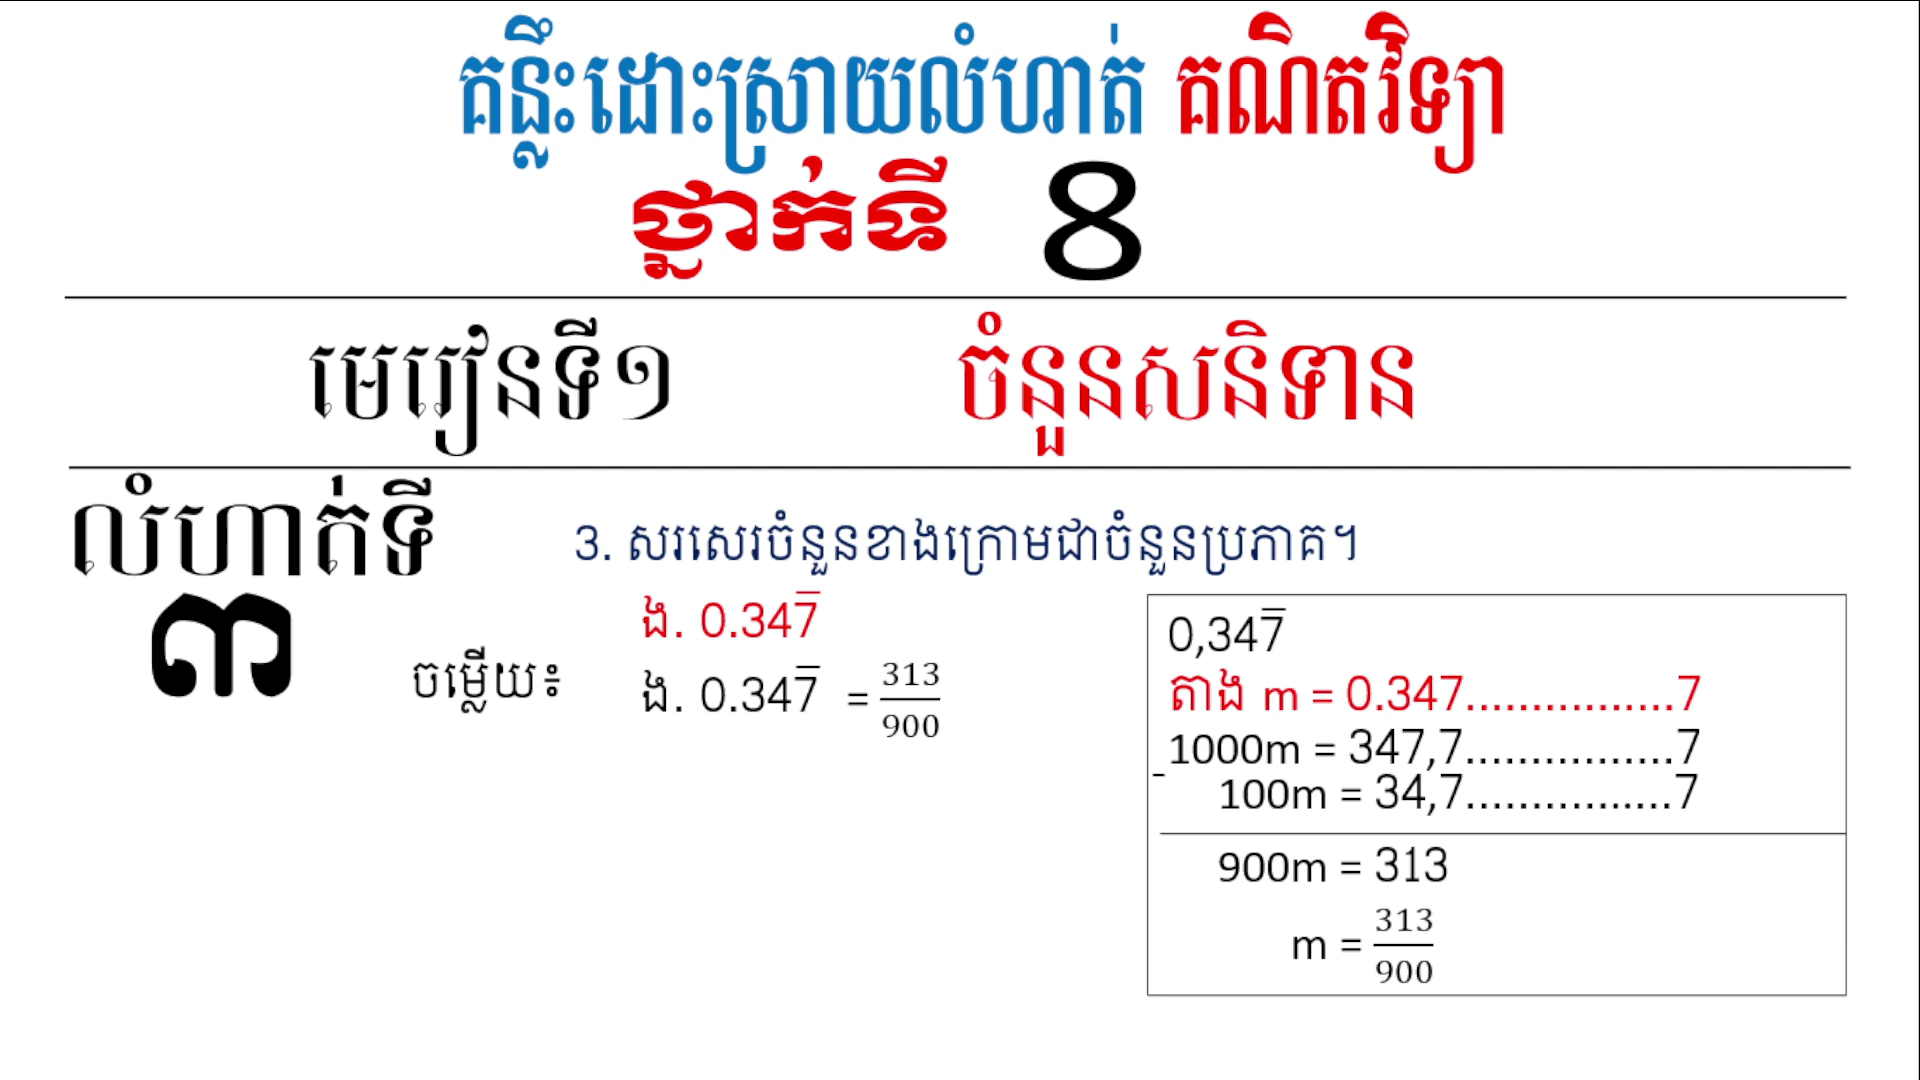 គន្លឹះដោះស្រាយលំហាត់ គណិតវិទ្យា
ថ្នាក់ទី 8
មេរៀនទី១ ចំនួនសនិទាន
លំហាត់ទី
៣
3. សរសេរចំនួនខាងក្រោមជាចំនួនប្រភាគ។
ង. 0.347̅
ចម្លើយ៖ ង. 0.347̅ = 313/900
0,347̅
តាង m = 0.347................7
1000m = 347,7................7
- 100m = 34,7................7
900m = 313
m = 313/900